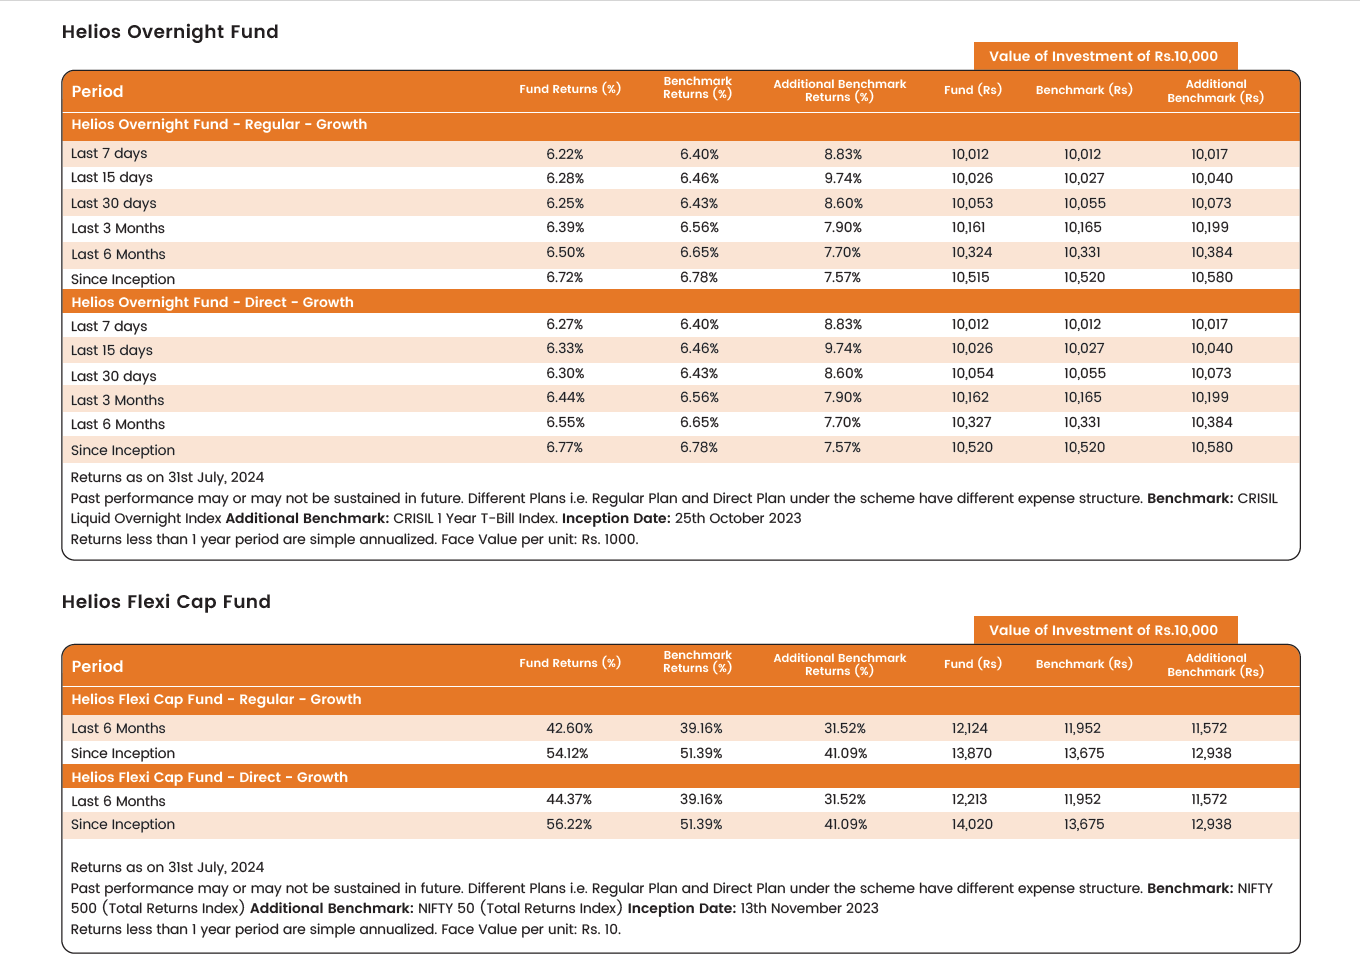 Helios Overnight Fund
Value of Investment of Rs.10,000
Period Fund Returns (%) Benchmark Returns (%) Additional Benchmark Returns (%) Fund (Rs) Benchmark (Rs) Additional Benchmark (Rs)
Helios Overnight Fund - Regular - Growth
Last 7 days 6.22% 6.40% 8.83% 10,012 10,012 10,017
Last 15 days 6.28% 6.46% 9.74% 10,026 10,027 10,040
Last 30 days 6.25% 6.43% 8.60% 10,053 10,055 10,073
Last 3 Months 6.39% 6.56% 7.90% 10,161 10,165 10,199
Last 6 Months 6.50% 6.65% 7.70% 10,324 10,331 10,384
Since Inception 6.72% 6.78% 7.57% 10,515 10,520 10,580
Helios Overnight Fund - Direct - Growth
Last 7 days 6.27% 6.40% 8.83% 10,012 10,012 10,017
Last 15 days 6.33% 6.46% 9.74% 10,026 10,027 10,040
Last 30 days 6.30% 6.43% 8.60% 10,054 10,055 10,073
Last 3 Months 6.44% 6.56% 7.90% 10,162 10,165 10,199
Last 6 Months 6.55% 6.65% 7.70% 10,327 10,331 10,384
Since Inception 6.77% 6.78% 7.57% 10,520 10,520 10,580
Returns as on 31st July, 2024
Past performance may or may not be sustained in future. Different Plans i.e. Regular Plan and Direct Plan under the scheme have different expense structure. Benchmark: CRISIL
Liquid Overnight Index Additional Benchmark: CRISIL 1 Year T-Bill Index. Inception Date: 25th October 2023
Returns less than 1 year period are simple annualized. Face Value per unit: Rs. 1000.
Helios Flexi Cap Fund
Value of Investment of Rs.10,000
Period Fund Returns (%) Benchmark Returns (%) Additional Benchmark Returns (%) Fund (Rs) Benchmark (Rs) Additional Benchmark (Rs)
Helios Flexi Cap Fund - Regular - Growth
Last 6 Months 42.60% 39.16% 31.52% 12,124 11,952 11,572
Since Inception 54.12% 51.39% 41.09% 13,870 13,675 12,938
Helios Flexi Cap Fund - Direct - Growth
Last 6 Months 44.37% 39.16% 31.52% 12,213 11,952 11,572
Since Inception 56.22% 51.39% 41.09% 14,020 13,675 12,938
Returns as on 31st July, 2024
Past performance may or may not be sustained in future. Different Plans i.e. Regular Plan and Direct Plan under the scheme have different expense structure. Benchmark: NIFTY
500 (Total Returns Index) Additional Benchmark: NIFTY 50 (Total Returns Index) Inception Date: 13th November 2023
Returns less than 1 year period are simple annualized. Face Value per unit: Rs. 10.